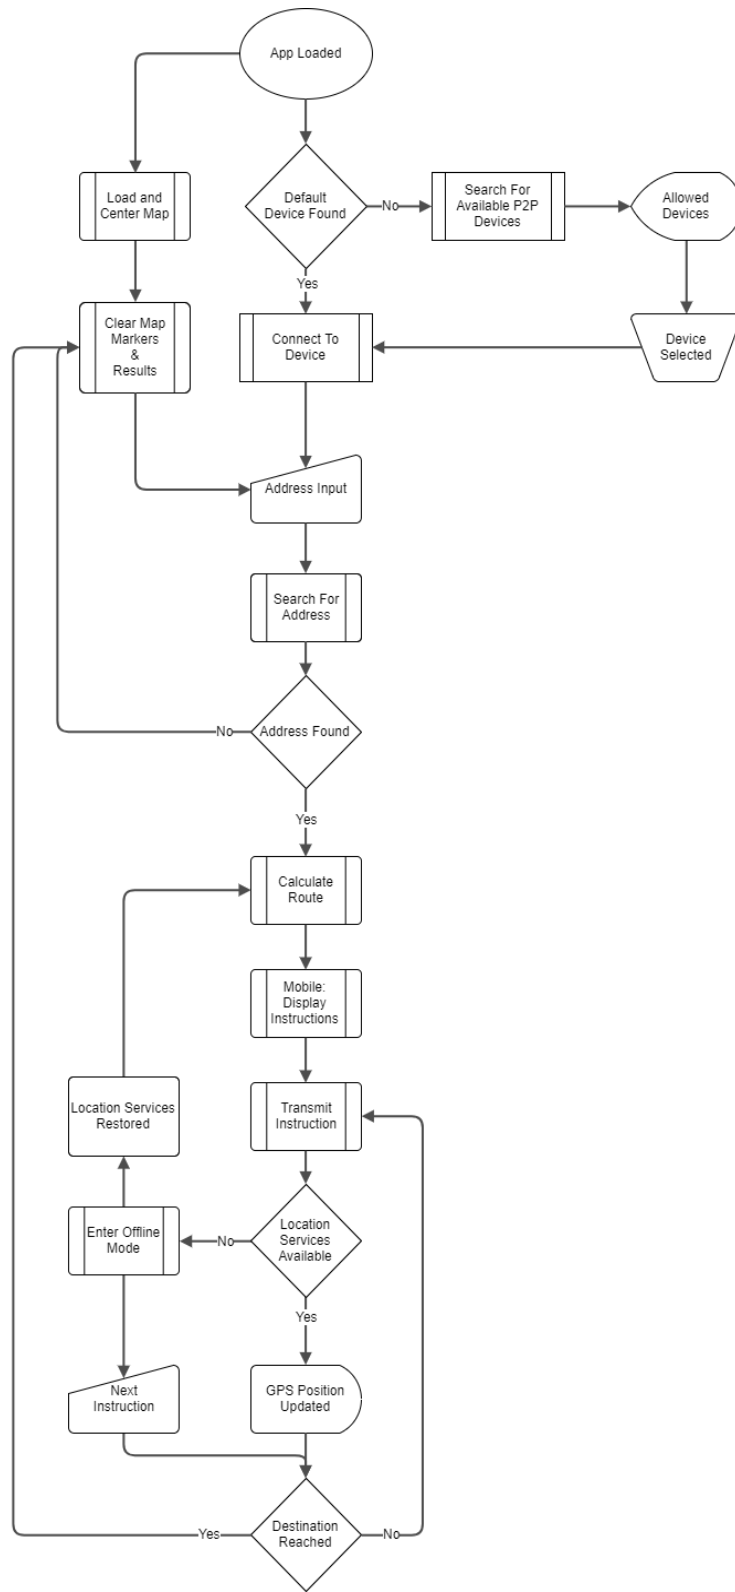 App Loaded
Load and
Center Map
Default
Device Found
No
Search For
Available P2P
Devices
Allowed
Devices
Yes
Clear Map
Markers
&
Results
Connect To
Device
Device
Selected
Address Input
Search For
Address
No
Address Found
Yes
Calculate
Route
Mobile:
Display
Instructions
Location Services
Restored
Transmit
Instruction
Enter Offline
Mode
No
Location
Services
Available
Yes
Next
Instruction
GPS Position
Updated
Yes
Destination
Reached
No